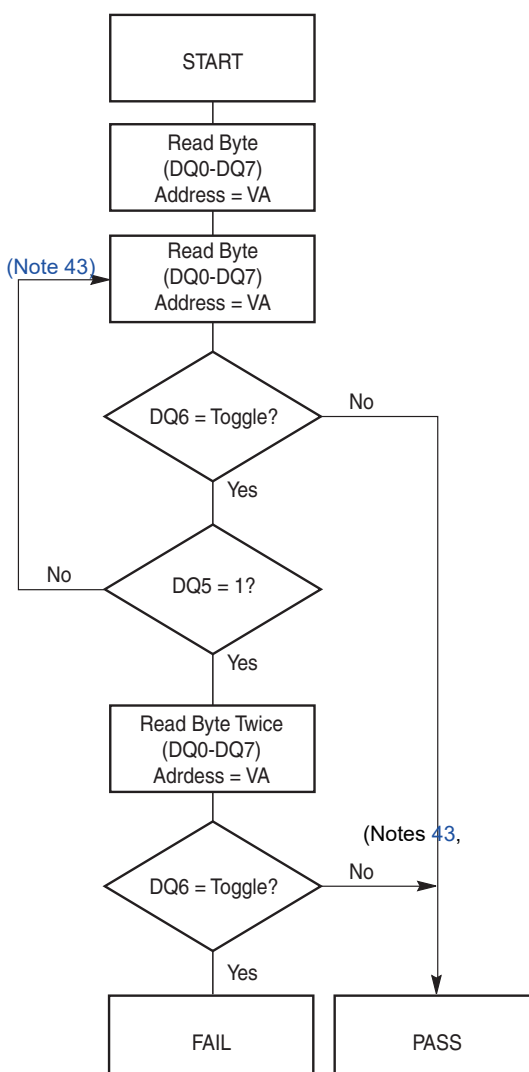 START
Read Byte
(DQ0-DQ7)
Address = VA
(Note 43)
Read Byte
(DQ0-DQ7)
Address = VA
DQ6 = Toggle?
No
Yes
No
DQ5 = 1?
Yes
Read Byte Twice
(DQ0-DQ7)
Adrdess = VA
(Notes 43,
DQ6 = Toggle?
No
Yes
FAIL
PASS